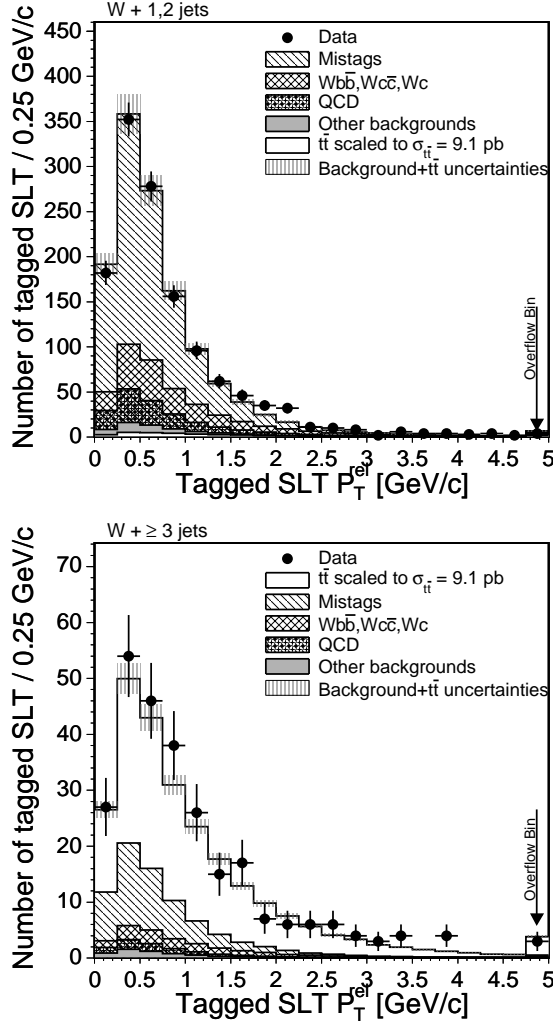 W + 1,2 jets
Number of tagged SLT / 0.25 GeV/c
450
400
350
300
250
200
150
100
50
0
Data
Mistags
Wbb̄,Wcc̄,Wc
QCD
Other backgrounds
tt̄ scaled to σtt̄ = 9.1 pb
Background+tt̄ uncertainties
Overflow Bin
0 0.5 1 1.5 2 2.5 3 3.5 4 4.5 5
Tagged SLT P_T^rel [GeV/c]
W + ≥ 3 jets
Number of tagged SLT / 0.25 GeV/c
70
60
50
40
30
20
10
0
Data
tt̄ scaled to σtt̄ = 9.1 pb
Mistags
Wbb̄,Wcc̄,Wc
QCD
Other backgrounds
Background+tt̄ uncertainties
Overflow Bin
0 0.5 1 1.5 2 2.5 3 3.5 4 4.5 5
Tagged SLT P_T^rel [GeV/c]